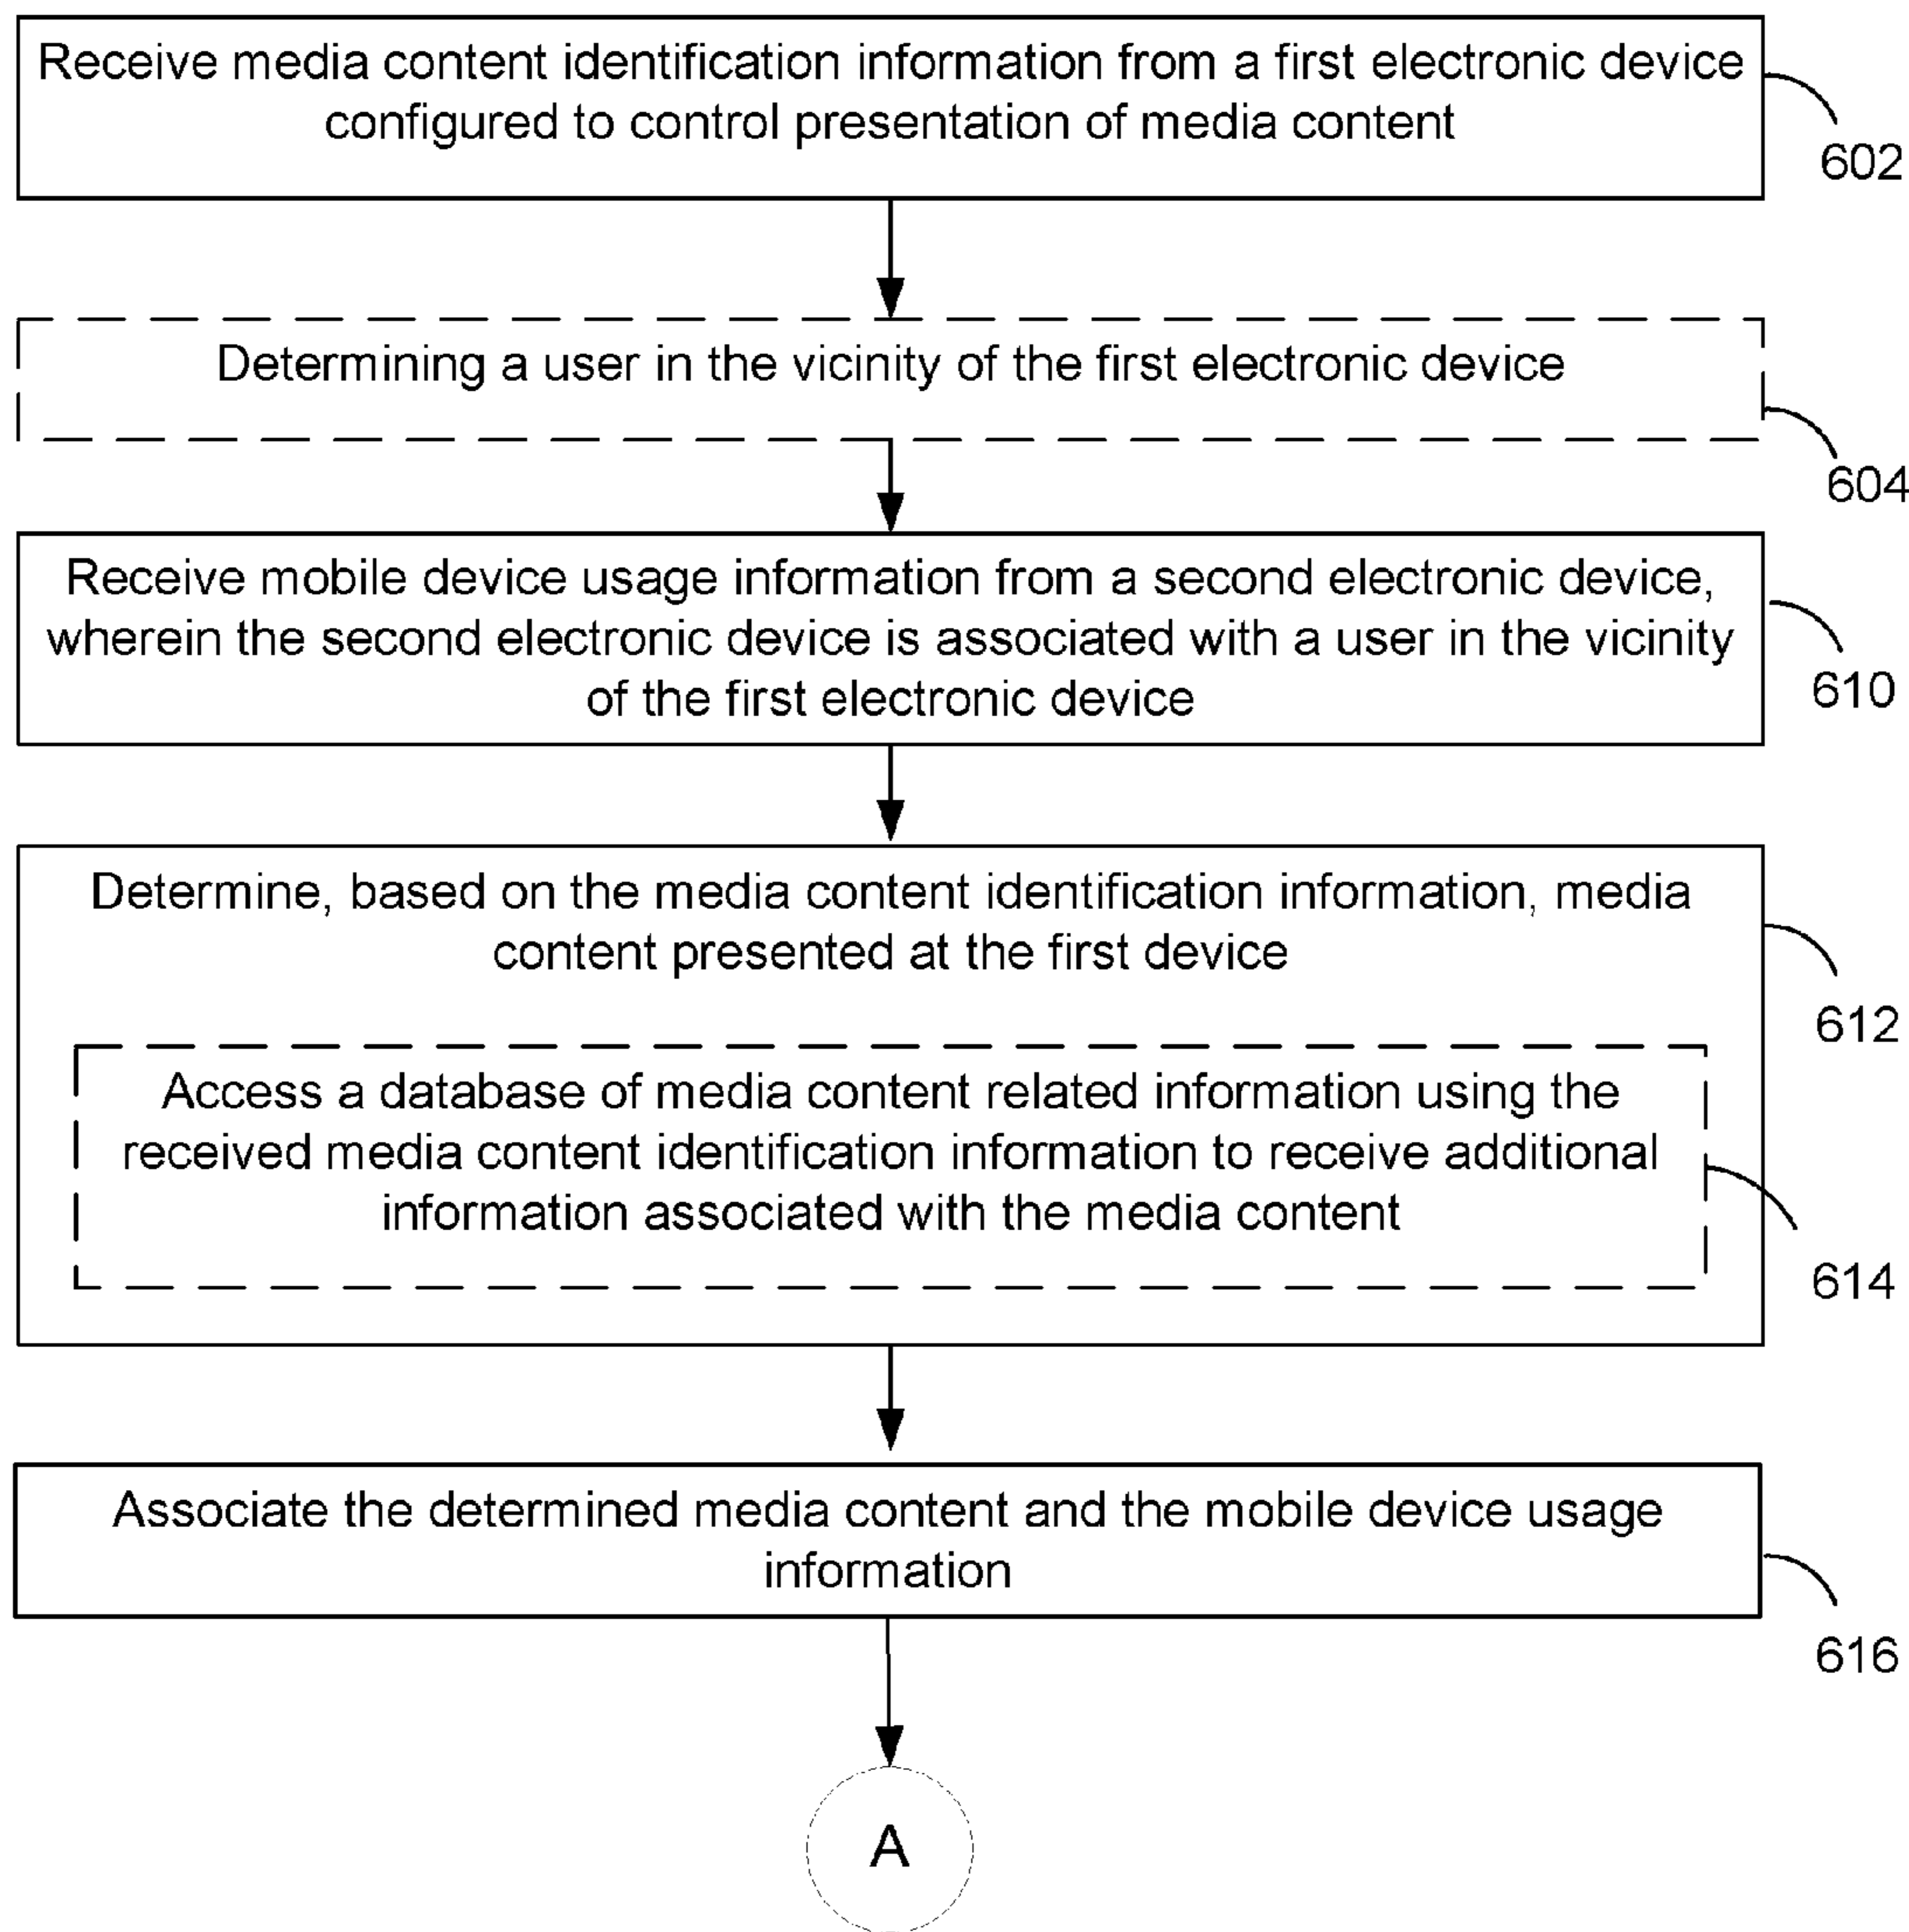 Receive media content identification information from a first electronic device
configured to control presentation of media content
602
Determining a user in the vicinity of the first electronic device
604
Receive mobile device usage information from a second electronic device,
wherein the second electronic device is associated with a user in the vicinity
of the first electronic device
610
Determine, based on the media content identification information, media
content presented at the first device
612
Access a database of media content related information using the
received media content identification information to receive additional
information associated with the media content
614
Associate the determined media content and the mobile device usage
information
616
A